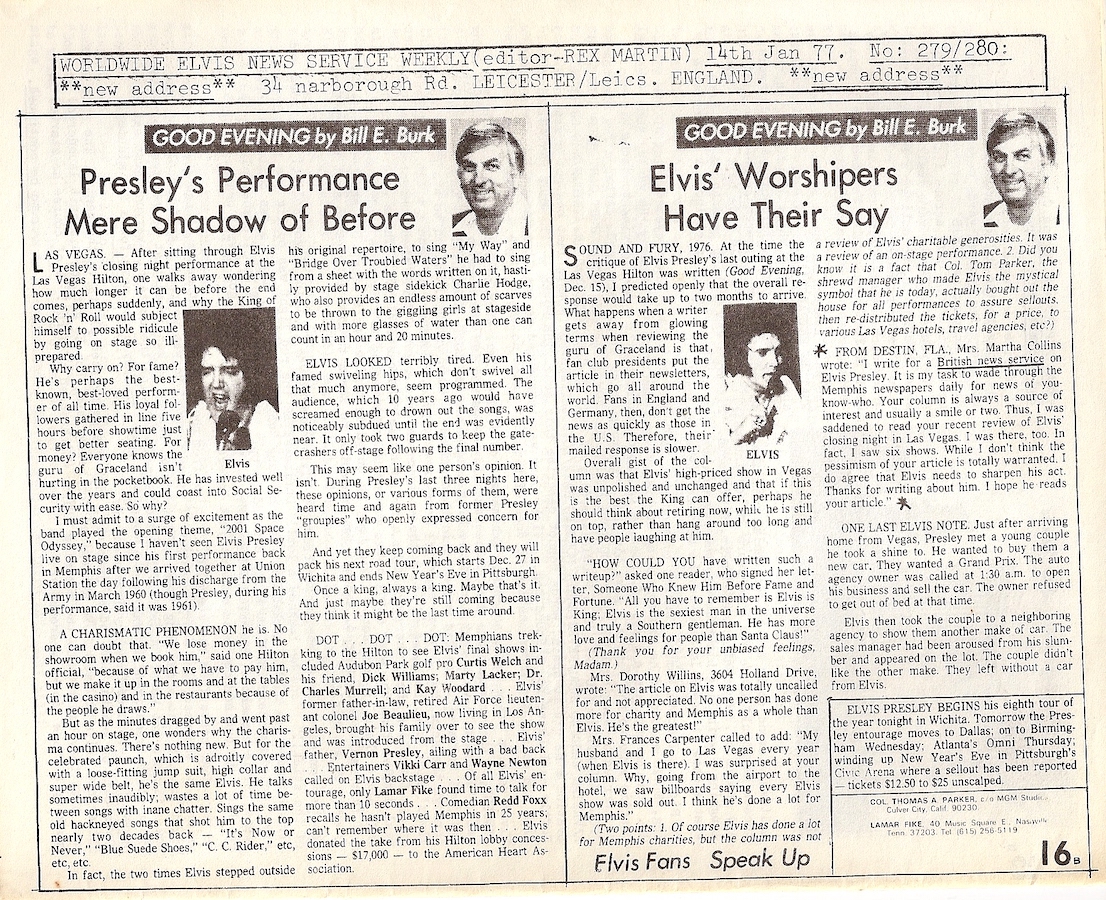 WORLDWIDE ELVIS NEWS SERVICE WEEKLY(editor-REX MARTIN) 14th Jan 77. No: 279/280:
**new address** 34 narborough Rd. LEICESTER/Leics. ENGLAND. **new address**
GOOD EVENING by Bill E. Burk
Presley's Performance
Mere Shadow of Before
LAS VEGAS. — After sitting through Elvis
Presley's closing night performance at the
Las Vegas Hilton, one walks away wondering
how much longer it can be before the end
comes, perhaps suddenly, and why the King of
Rock 'n' Roll would subject
himself to possible ridicule
by going on stage so ill-
prepared.
Why carry on? For fame?
He's perhaps the best-
known, best-loved perform-
er of all time. His loyal fol-
lowers gathered in line five
hours before showtime just
to get better seating. For
money? Everyone knows the
guru of Graceland isn't
hurting in the pocketbook. He has invested well
over the years and could coast into Social Se-
curity with ease. So why?
I must admit to a surge of excitement as the
band played the opening theme, "2001 Space
Odyssey," because I haven't seen Elvis Presley
live on stage since his first performance back
in Memphis after we arrived together at Union
Station the day following his discharge from the
Army in March 1960 (though Presley, during his
performance, said it was 1961).
A CHARISMATIC PHENOMENON he is. No
one can doubt that. "We lose money in the
showroom when we book him," said one Hilton
official, "because of what we have to pay him,
but we make it up in the rooms and at the tables
(in the casino) and in the restaurants because of
the people he draws."
But as the minutes dragged by and went past
an hour on stage, one wonders why the charis-
ma continues. There's nothing new. But for the
celebrated paunch, which is adroitly covered
with a loose-fitting jump suit, high collar and
super wide belt, he's the same Elvis. He talks
sometimes inaudibly; wastes a lot of time be-
tween songs with inane chatter. Sings the same
old hackneyed songs that shot him to the top
nearly two decades back — "It's Now or
Never," "Blue Suede Shoes," "C. C. Rider," etc,
etc, etc.
In fact, the two times Elvis stepped outside
Elvis
his original repertoire, to sing "My Way" and
"Bridge Over Troubled Waters" he had to sing
from a sheet with the words written on it, hasti-
ly provided by stage sidekick Charlie Hodge,
who also provides an endless amount of scarves
to be thrown to the giggling girls at stageside
and with more glasses of water than one can
count in an hour and 20 minutes.
ELVIS LOOKED terribly tired. Even his
famed swiveling hips, which don't swivel all
that much anymore, seem programmed. The
audience, which 10 years ago would have
screamed enough to drown out the songs, was
noticeably subdued until the end was evidently
near. It only took two guards to keep the gate-
crashers off-stage following the final number.
This may seem like one person's opinion. It
isn't. During Presley's last three nights here,
these opinions, or various forms of them, were
heard time and again from former Presley
"groupies" who openly expressed concern for
him.
And yet they keep coming back and they will
pack his next road tour, which starts Dec. 27 in
Wichita and ends New Year's Eve in Pittsburgh.
Once a king, always a king. Maybe that's it.
And just maybe they're still coming because
they think it might be the last time around.
DOT . . . DOT . . . DOT: Memphians trek-
king to the Hilton to see Elvis' final shows in-
cluded Audubon Park golf pro Curtis Welch and
his friend, Dick Williams; Marty Lacker; Dr.
Charles Murrell; and Kay Woodard . . . Elvis'
former father-in-law, retired Air Force lieuten-
ant colonel Joe Beaulieu, now living in Los An-
geles, brought his family over to see the show
and was introduced from the stage . . . Elvis'
father, Vernon Presley, ailing with a bad back
. . . Entertainers Vikki Carr and Wayne Newton
called on Elvis backstage . . . Of all Elvis' en-
tourage, only Lamar Fike found time to talk for
more than 10 seconds . . . Comedian Redd Foxx
recalls he hasn't played Memphis in 25 years;
can't remember where it was then . . . Elvis
donated the take from his Hilton lobby conces-
sions — $17,000 — to the American Heart As-
sociation.
GOOD EVENING by Bill E. Burk
Elvis' Worshipers
Have Their Say
SOUND AND FURY, 1976. At the time the
critique of Elvis Presley's last outing at the
Las Vegas Hilton was written (Good Evening,
Dec. 15), I predicted openly that the overall re-
sponse would take up to two months to arrive.
What happens when a writer
gets away from glowing
terms when reviewing the
guru of Graceland is that,
fan club presidents put the
article in their newsletters,
which go all around the
world. Fans in England and
Germany, then, don't get the
news as quickly as those in
the U.S. Therefore, their
mailed response is slower.
Overall gist of the col-
umn was that Elvis' high-priced show in Vegas
was unpolished and unchanged and that if this
is the best the King can offer, perhaps he
should think about retiring now, while he is still
on top, rather than hang around too long and
have people laughing at him.
ELVIS
"HOW COULD YOU have written such a
writeup?" asked one reader, who signed her let-
ter, Someone Who Knew Him Before Fame and
Fortune. "All you have to remember is Elvis is
King; Elvis is the sexiest man in the universe
and truly a Southern gentleman. He has more
love and feelings for people than Santa Claus!"
(Thank you for your unbiased feelings,
Madam.)
Mrs. Dorothy Willins, 3604 Holland Drive,
wrote: "The article on Elvis was totally uncalled
for and not appreciated. No one person has done
more for charity and Memphis as a whole than
Elvis. He's the greatest!"
Mrs. Frances Carpenter called to add: "My
husband and I go to Las Vegas every year
(when Elvis is there). I was surprised at your
column. Why, going from the airport to the
hotel, we saw billboards saying every Elvis
show was sold out. I think he's done a lot for
Memphis."
(Two points: 1. Of course Elvis has done a lot
for Memphis charities, but the column was not
Elvis Fans Speak Up
a review of Elvis' charitable generosities. It was
a review of an on-stage performance. 2. Did you
know it is a fact that Col. Tom Parker, the
shrewd manager who made Elvis the mystical
symbol that he is today, actually bought out the
house for all performances to assure sellouts,
then re-distributed the tickets, for a price, to
various Las Vegas hotels, travel agencies, etc?)
* FROM DESTIN, FLA., Mrs. Martha Collins
wrote: "I write for a British news service on
Elvis Presley. It is my task to wade through the
Memphis newspapers daily for news of you-
know-who. Your column is always a source of
interest and usually a smile or two. Thus, I was
saddened to read your recent review of Elvis'
closing night in Las Vegas. I was there, too. In
fact, I saw six shows. While I don't think the
pessimism of your article is totally warranted, I
do agree that Elvis needs to sharpen his act.
Thanks for writing about him. I hope he reads
your article." *
ONE LAST ELVIS NOTE. Just after arriving
home from Vegas, Presley met a young couple
he took a shine to. He wanted to buy them a
new car. They wanted a Grand Prix. The auto
agency owner was called at 1:30 a.m. to open
his business and sell the car. The owner refused
to get out of bed at that time.
Elvis then took the couple to a neighboring
agency to show them another make of car. The
sales manager had been aroused from his slum-
ber and appeared on the lot. The couple didn't
like the other make. They left without a car
from Elvis.
ELVIS PRESLEY BEGINS his eighth tour of
the year tonight in Wichita. Tomorrow the Pres-
ley entourage moves to Dallas; on to Birming-
ham Wednesday; Atlanta's Omni Thursday;
winding up New Year's Eve in Pittsburgh's
Civic Arena where a sellout has been reported
— tickets $12.50 to $25 unscalped.
COL. THOMAS A. PARKER, c/o MGM Studios,
Culver City, Calif. 90230.
LAMAR FIKE, 40 Music Square E., Nashville
Tenn. 37203. Tel (615) 256-5119
16B